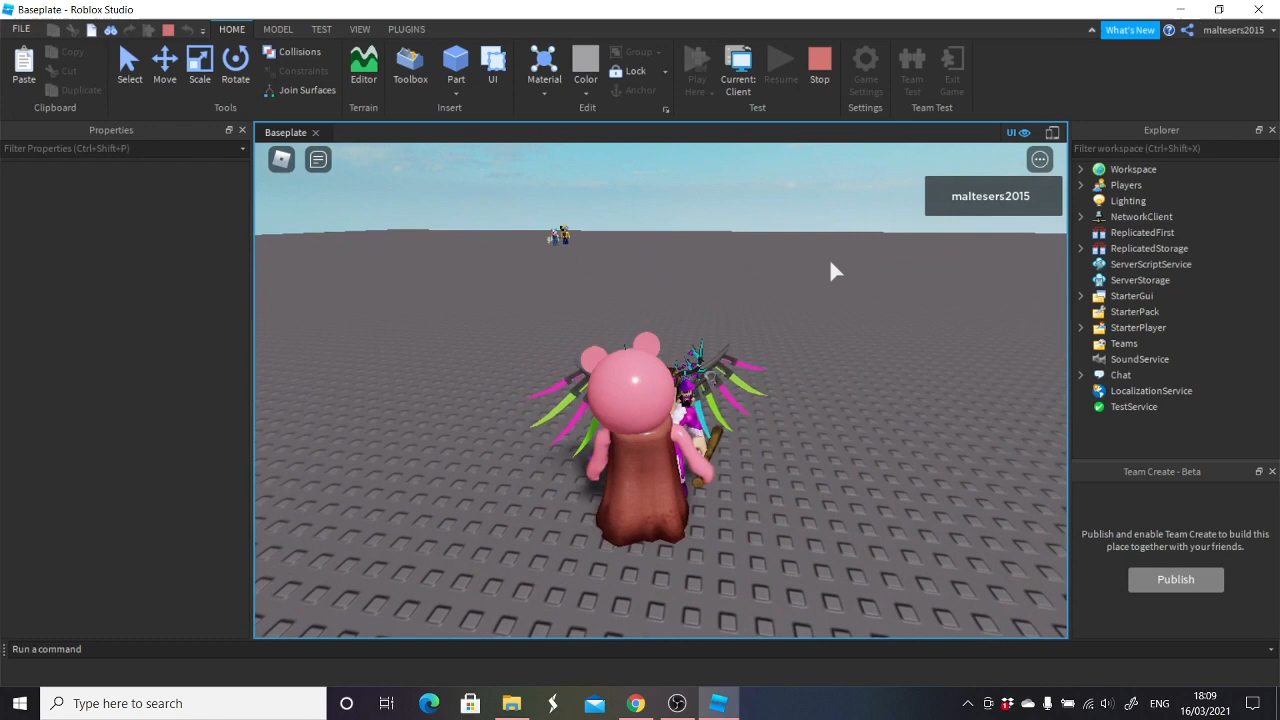 Baseplate - Roblox Studio
FILE HOME MODEL TEST VIEW PLUGINS What's New maltesers2015
Paste Copy Cut Duplicate Select Move Scale Rotate Collisions Constraints Join Surfaces Editor Toolbox Part UI Material Color Group Lock Anchor Play Here Current: Client Resume Stop Game Settings Team Test Exit Game
Clipboard Tools Terrain Insert Edit Test Settings Team Test
Properties
Filter Properties (Ctrl+Shift+P)
Baseplate
UI
maltesers2015
Explorer
Filter workspace (Ctrl+Shift+X)
Workspace
Players
Lighting
NetworkClient
ReplicatedFirst
ReplicatedStorage
ServerScriptService
ServerStorage
StarterGui
StarterPack
StarterPlayer
Teams
SoundService
Chat
LocalizationService
TestService
Team Create - Beta
Publish and enable Team Create to build this
place together with your friends.
Publish
Run a command
Type here to search
ENG
18:09
16/03/2021